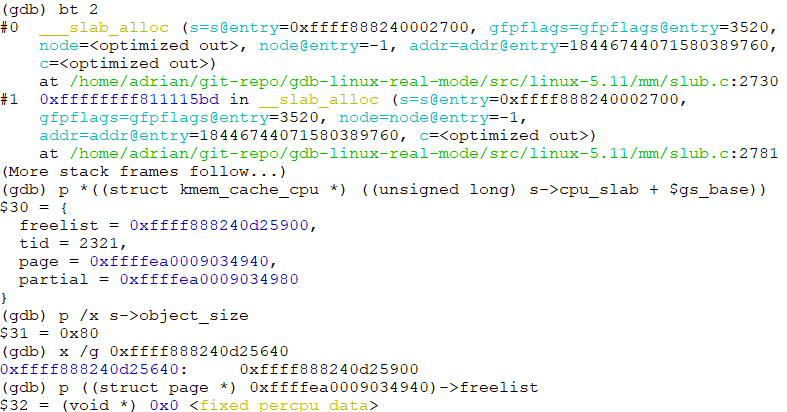 (gdb) bt 2
#0  ___slab_alloc (s=s@entry=0xffff888240002700, gfpflags=gfpflags@entry=3520,
    node=<optimized out>, node@entry=-1, addr=addr@entry=18446744071580389760,
    c=<optimized out>)
    at /home/adrian/git-repo/gdb-linux-real-mode/src/linux-5.11/mm/slub.c:2730
#1  0xffffffff811115bd in __slab_alloc (s=s@entry=0xffff888240002700,
    gfpflags=gfpflags@entry=3520, node=node@entry=-1,
    addr=addr@entry=18446744071580389760, c=<optimized out>)
    at /home/adrian/git-repo/gdb-linux-real-mode/src/linux-5.11/mm/slub.c:2781
(More stack frames follow...)
(gdb) p *((struct kmem_cache_cpu *) ((unsigned long) s->cpu_slab + $gs_base))
$30 = {
  freelist = 0xffff888240d25900,
  tid = 2321,
  page = 0xffffea0009034940,
  partial = 0xffffea0009034980
}
(gdb) p /x s->object_size
$31 = 0x80
(gdb) x /g 0xffff888240d25640
0xffff888240d25640:     0xffff888240d25900
(gdb) p ((struct page *) 0xffffea0009034940)->freelist
$32 = (void *) 0x0 <fixed_percpu_data>